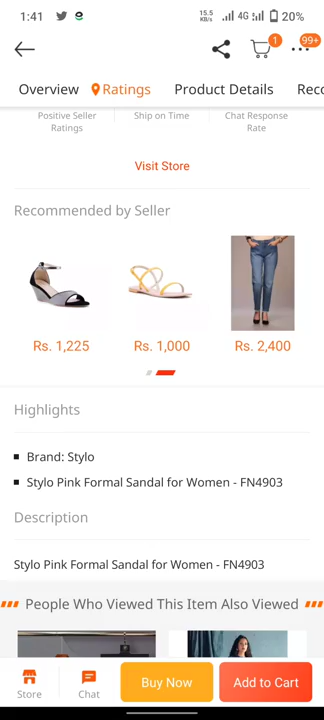 1:41
15.5
KB/s
4G
20%
1
99+
Overview
Ratings
Product Details
Reco
Positive Seller
Ratings
Ship on Time
Chat Response
Rate
Visit Store
Recommended by Seller
Rs. 1,225
Rs. 1,000
Rs. 2,400
Highlights
Brand: Stylo
Stylo Pink Formal Sandal for Women - FN4903
Description
Stylo Pink Formal Sandal for Women - FN4903
People Who Viewed This Item Also Viewed
Store
Chat
Buy Now
Add to Cart